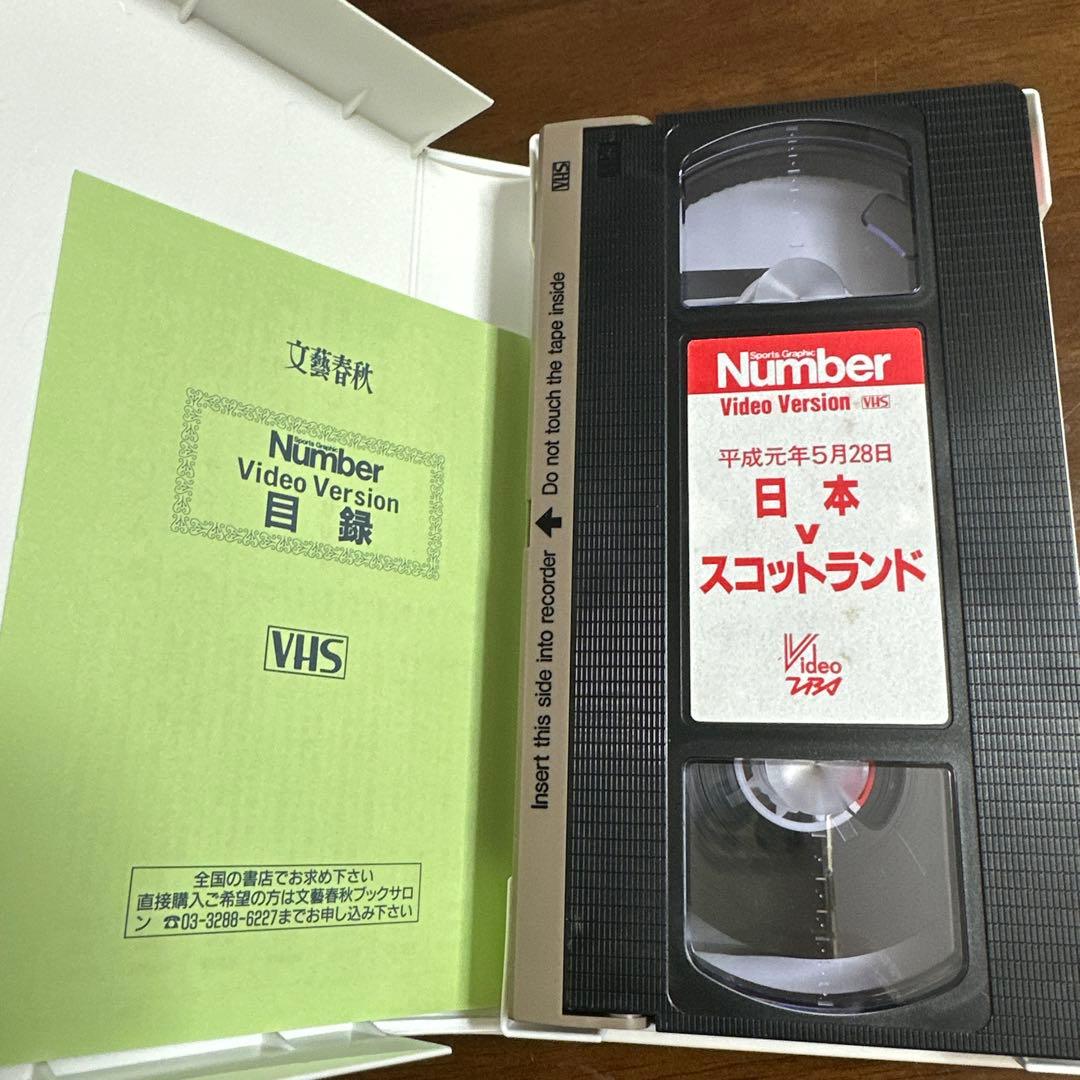 文藝春秋
Sports Graphic
Number
Video Version
目録
VHS
全国の書店でお求め下さい
直接購入ご希望の方は文藝春秋ブックサロ
ン ☎03-3288-6227までお申し込み下さい
VHS
Insert this side into recorder ⬆ Do not touch the tape inside
Sports Graphic
Number
Video Version VHS
平成元年5月28日
日本
v
スコットランド
Video